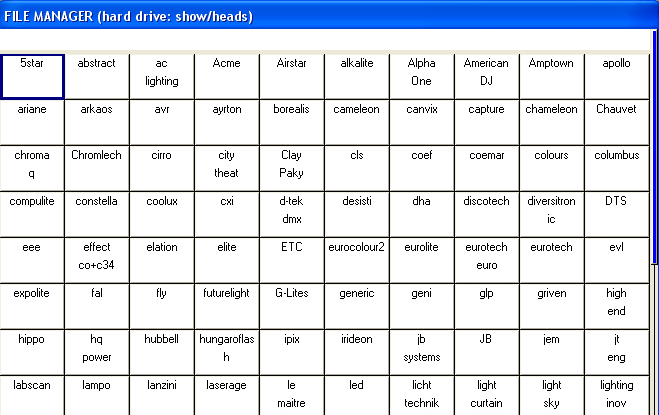 FILE MANAGER (hard drive: show/heads)
5star abstract ac lighting Acme Airstar alkalite Alpha One American DJ Amptown apollo
ariane arkaos avr ayrton borealis cameleon canvix capture chameleon Chauvet
chroma q Chromlech cirro city theat Clay Paky cls coef coemar colours columbus
compulite constella coolux cxi d-tek dmx desisti dha discotech diversitron ic DTS
eee effect co+c34 elation elite ETC eurocolour2 eurolite eurotech euro eurotech evl
expolite fal fly futurelight G-Lites generic geni glp griven high end
hippo hq power hubbell hungaroflas h ipix irideon jb systems JB jem jt eng
labscan lampo lanzini laserage le maitre led licht technik light curtain light sky lighting inov